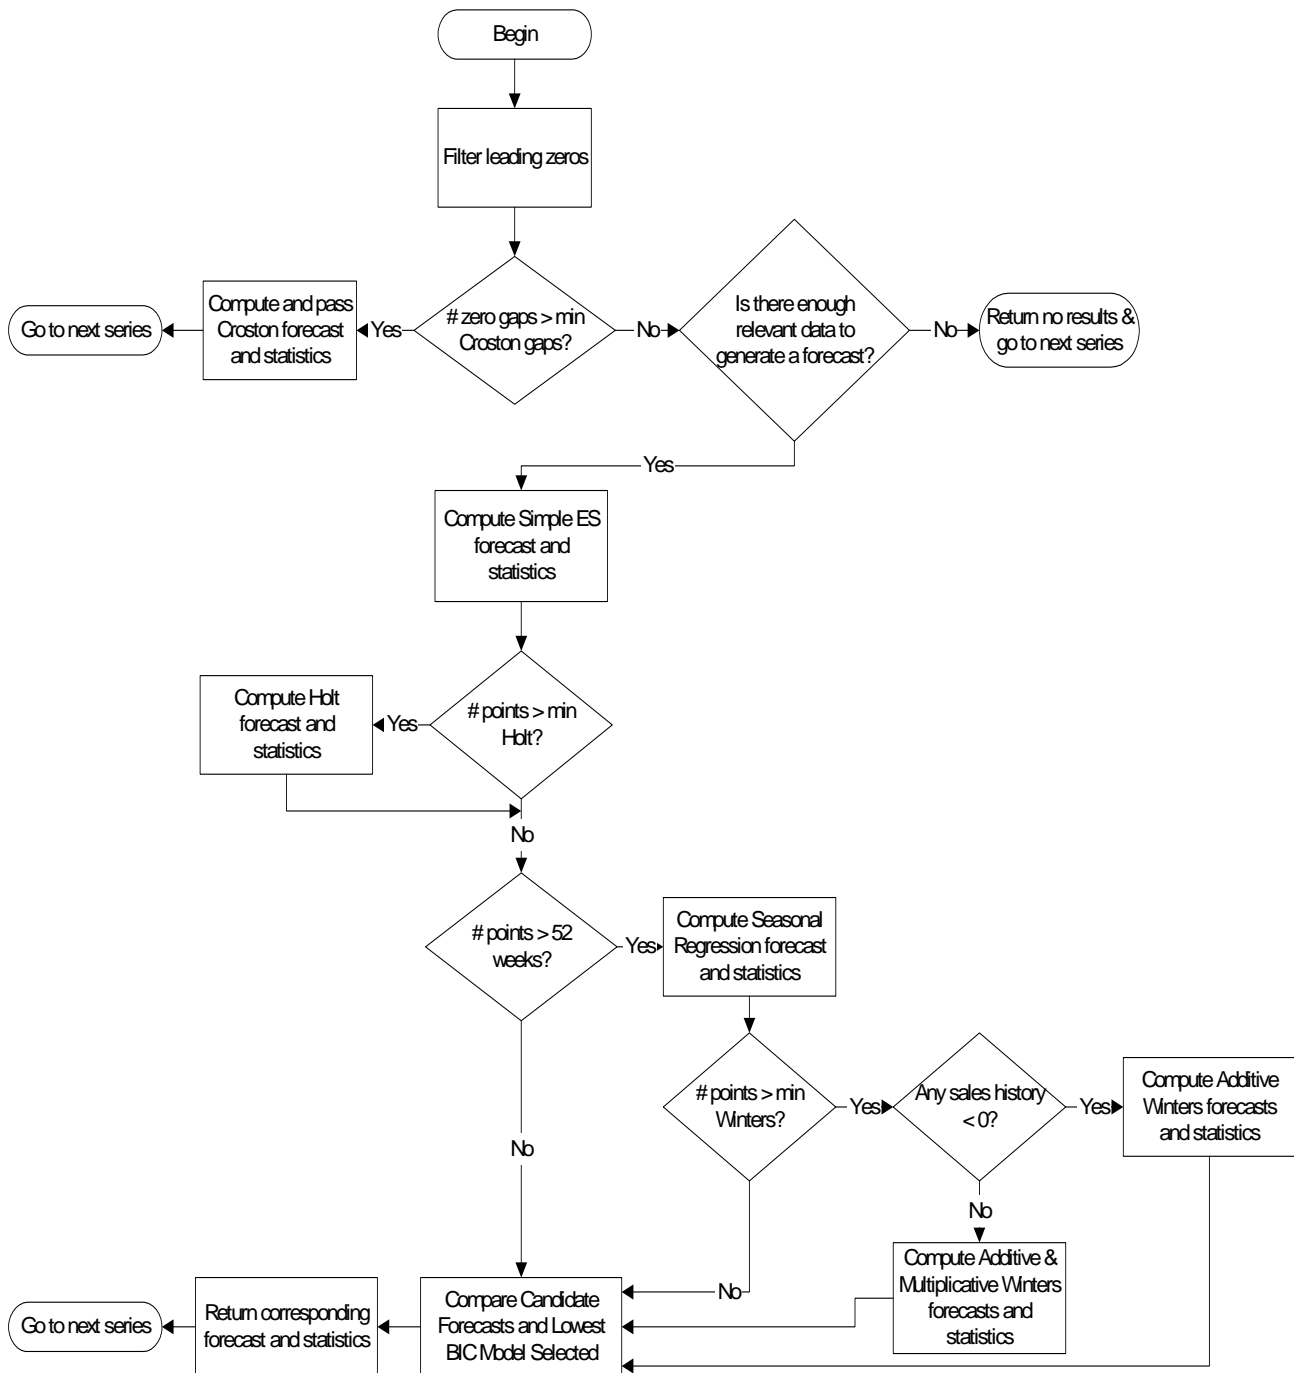 Begin
Filter leading zeros
# zero gaps > min
Croston gaps?
Yes
Compute and pass
Croston forecast
and statistics
Go to next series
No
Is there enough
relevant data to
generate a forecast?
No
Return no results &
go to next series
Yes
Compute Simple ES
forecast and
statistics
# points > min
Holt?
Yes
Compute Holt
forecast and
statistics
No
# points > 52
weeks?
Yes
Compute Seasonal
Regression forecast
and statistics
# points > min
Winters?
Yes
Any sales history
< 0?
Yes
Compute Additive
Winters forecasts
and statistics
No
No
Compute Additive &
Multiplicative Winters
forecasts and
statistics
No
Compare Candidate
Forecasts and Lowest
BIC Model Selected
Return corresponding
forecast and statistics
Go to next series